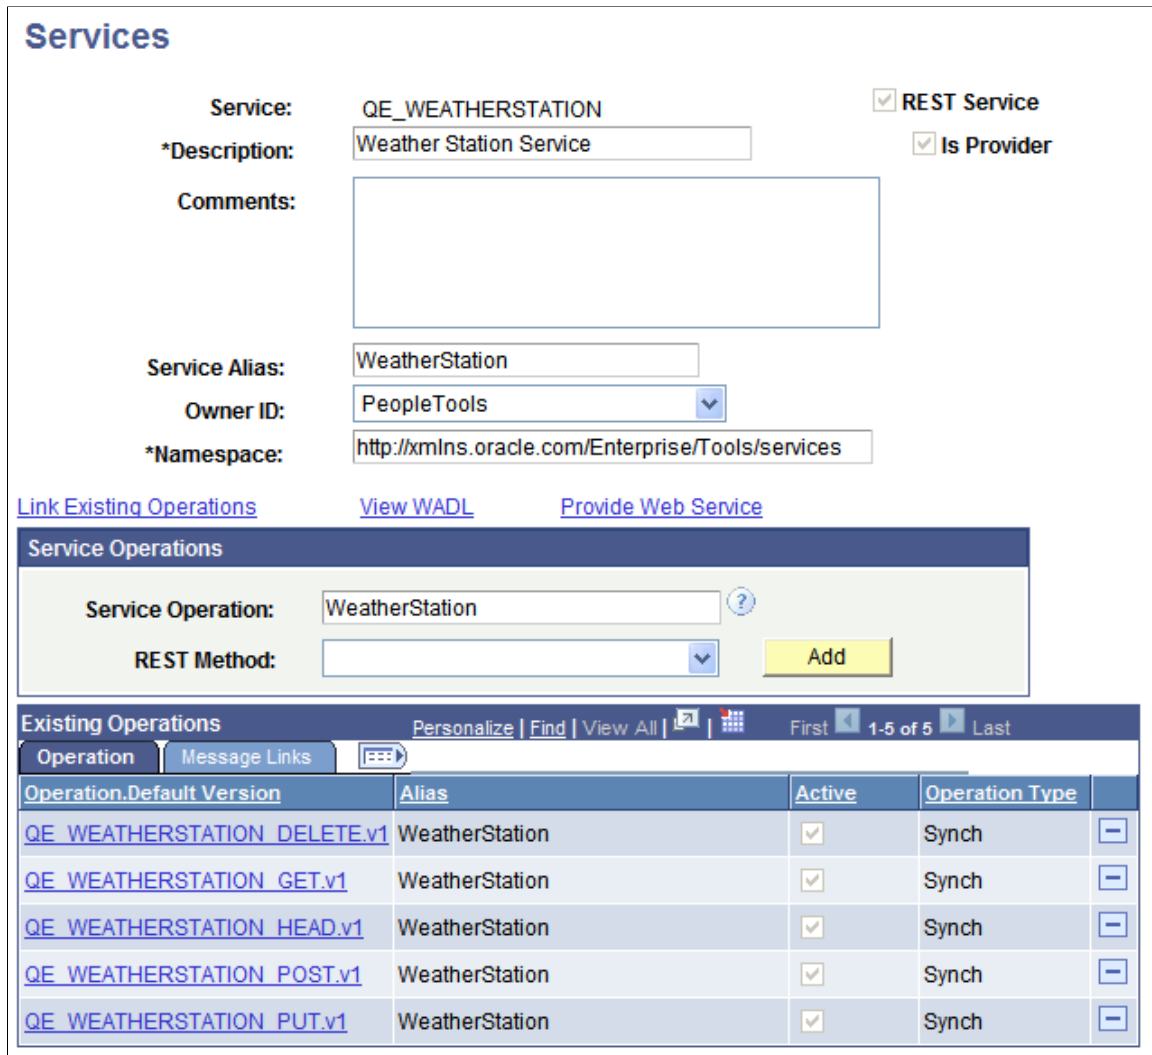 Services
Service: QE_WEATHERSTATION REST Service
*Description: Weather Station Service Is Provider
Comments:
Service Alias: WeatherStation
Owner ID: PeopleTools
*Namespace: http://xmlns.oracle.com/Enterprise/Tools/services
Link Existing Operations View WADL Provide Web Service
Service Operations
Service Operation: WeatherStation ?
REST Method: Add
Existing Operations Personalize | Find | View All | | First 1-5 of 5 Last
Operation Message Links
Operation.Default Version Alias Active Operation Type
QE_WEATHERSTATION_DELETE.v1 WeatherStation Synch
QE_WEATHERSTATION_GET.v1 WeatherStation Synch
QE_WEATHERSTATION_HEAD.v1 WeatherStation Synch
QE_WEATHERSTATION_POST.v1 WeatherStation Synch
QE_WEATHERSTATION_PUT.v1 WeatherStation Synch